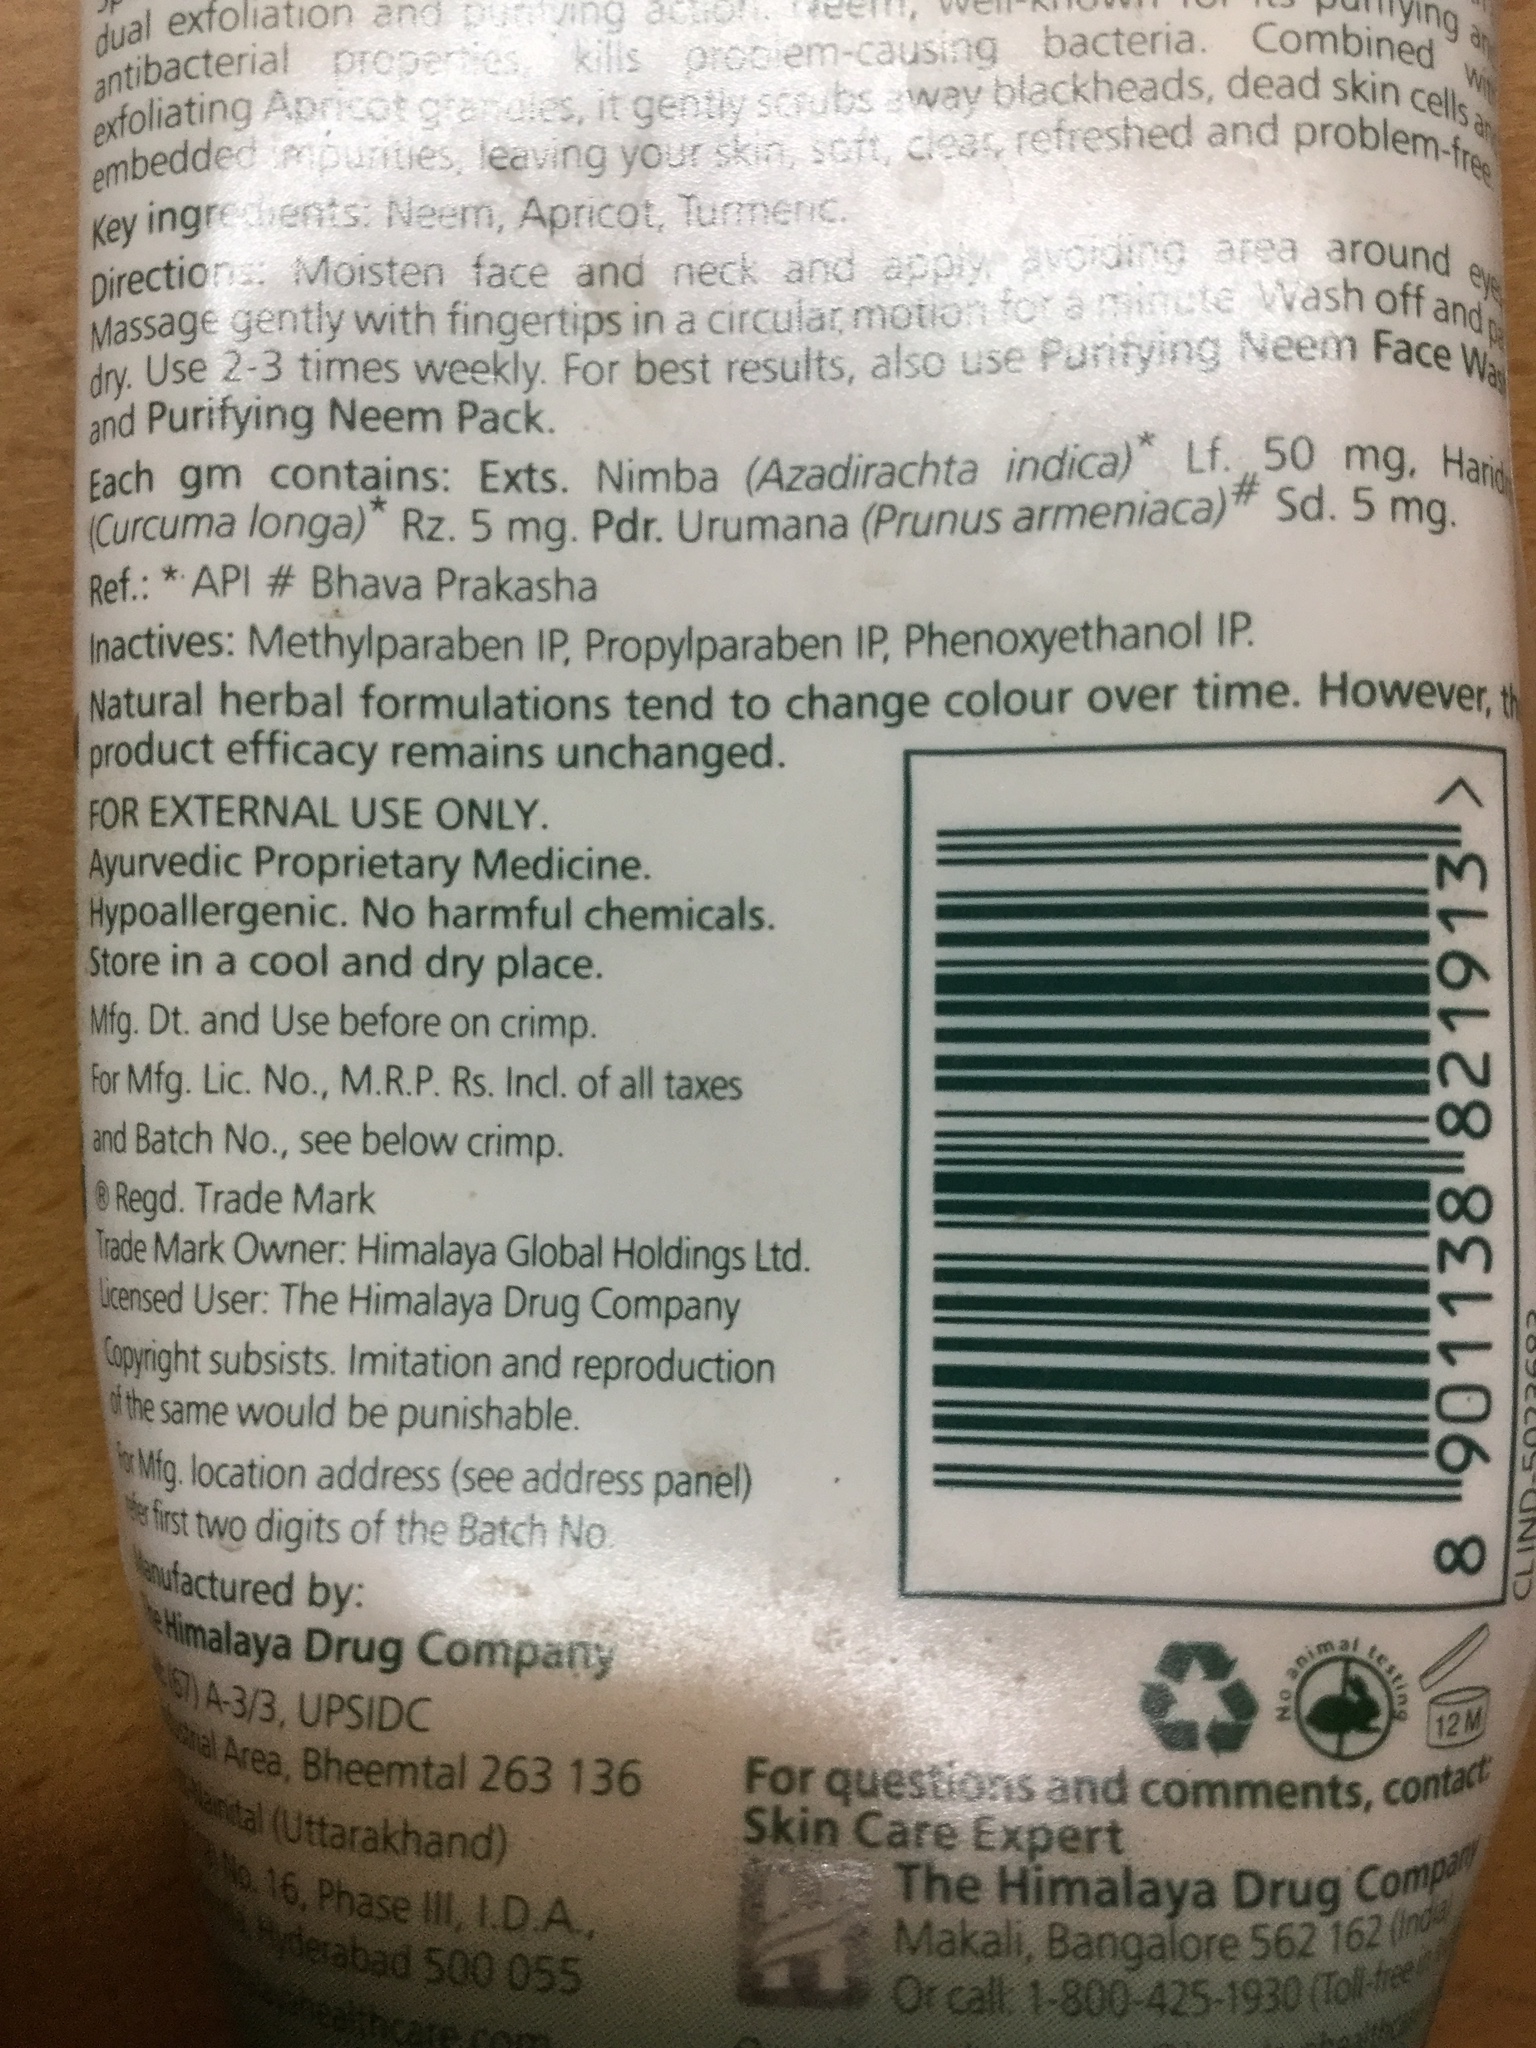 dual exfoliation and purifying action. Neem, well-known for its purifying
antibacterial properties, kills problem-causing bacteria. Combined
exfoliating Apricot granules, it gently scrubs away blackheads, dead skin cells
embedded impurities, leaving your skin, soft, clear, refreshed and problem-free
Key ingredients: Neem, Apricot, Turmeric.
Directions: Moisten face and neck and apply, avoiding area around
Massage gently with fingertips in a circular motion for a minute. Wash off and
dry. Use 2-3 times weekly. For best results, also use Purifying Neem Face
and Purifying Neem Pack.
Each gm contains: Exts. Nimba (Azadirachta indica)* Lf. 50 mg,
(Curcuma longa)* Rz. 5 mg. Pdr. Urumana (Prunus armeniaca)# Sd. 5 mg.
Ref.: * API # Bhava Prakasha
Inactives: Methylparaben IP, Propylparaben IP, Phenoxyethanol IP.
Natural herbal formulations tend to change colour over time. However,
product efficacy remains unchanged.
FOR EXTERNAL USE ONLY.
Ayurvedic Proprietary Medicine.
Hypoallergenic. No harmful chemicals.
Store in a cool and dry place.
Mfg. Dt. and Use before on crimp.
For Mfg. Lic. No., M.R.P. Rs. Incl. of all taxes
and Batch No., see below crimp.
® Regd. Trade Mark
Trade Mark Owner: Himalaya Global Holdings Ltd.
Licensed User: The Himalaya Drug Company
Copyright subsists. Imitation and reproduction
of the same would be punishable.
For Mfg. location address (see address panel)
refer first two digits of the Batch No.
Manufactured by:
The Himalaya Drug Company
(67) A-3/3, UPSIDC
Area, Bheemtal 263 136
(Uttarakhand)
No. 16, Phase III, I.D.A.,
Hyderabad 500 055
8 901138 821913 >
No animal testing
12 M
For questions and comments, contact:
Skin Care Expert
The Himalaya Drug Company
Makali, Bangalore 562 162 (India)
Or call: 1-800-425-1930 (Toll-free